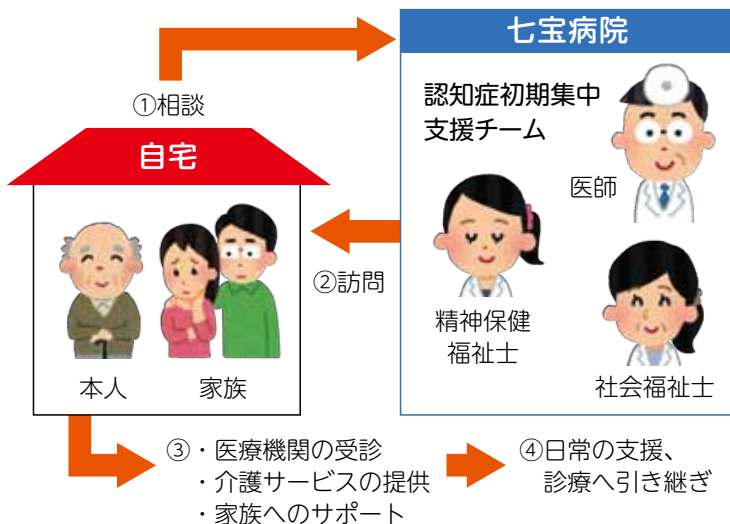 七宝病院
認知症初期集中
支援チーム
医師
精神保健
福祉士
社会福祉士
①相談
自宅
本人
家族
②訪問
③・医療機関の受診
・介護サービスの提供
・家族へのサポート
④日常の支援、
診療へ引き継ぎ